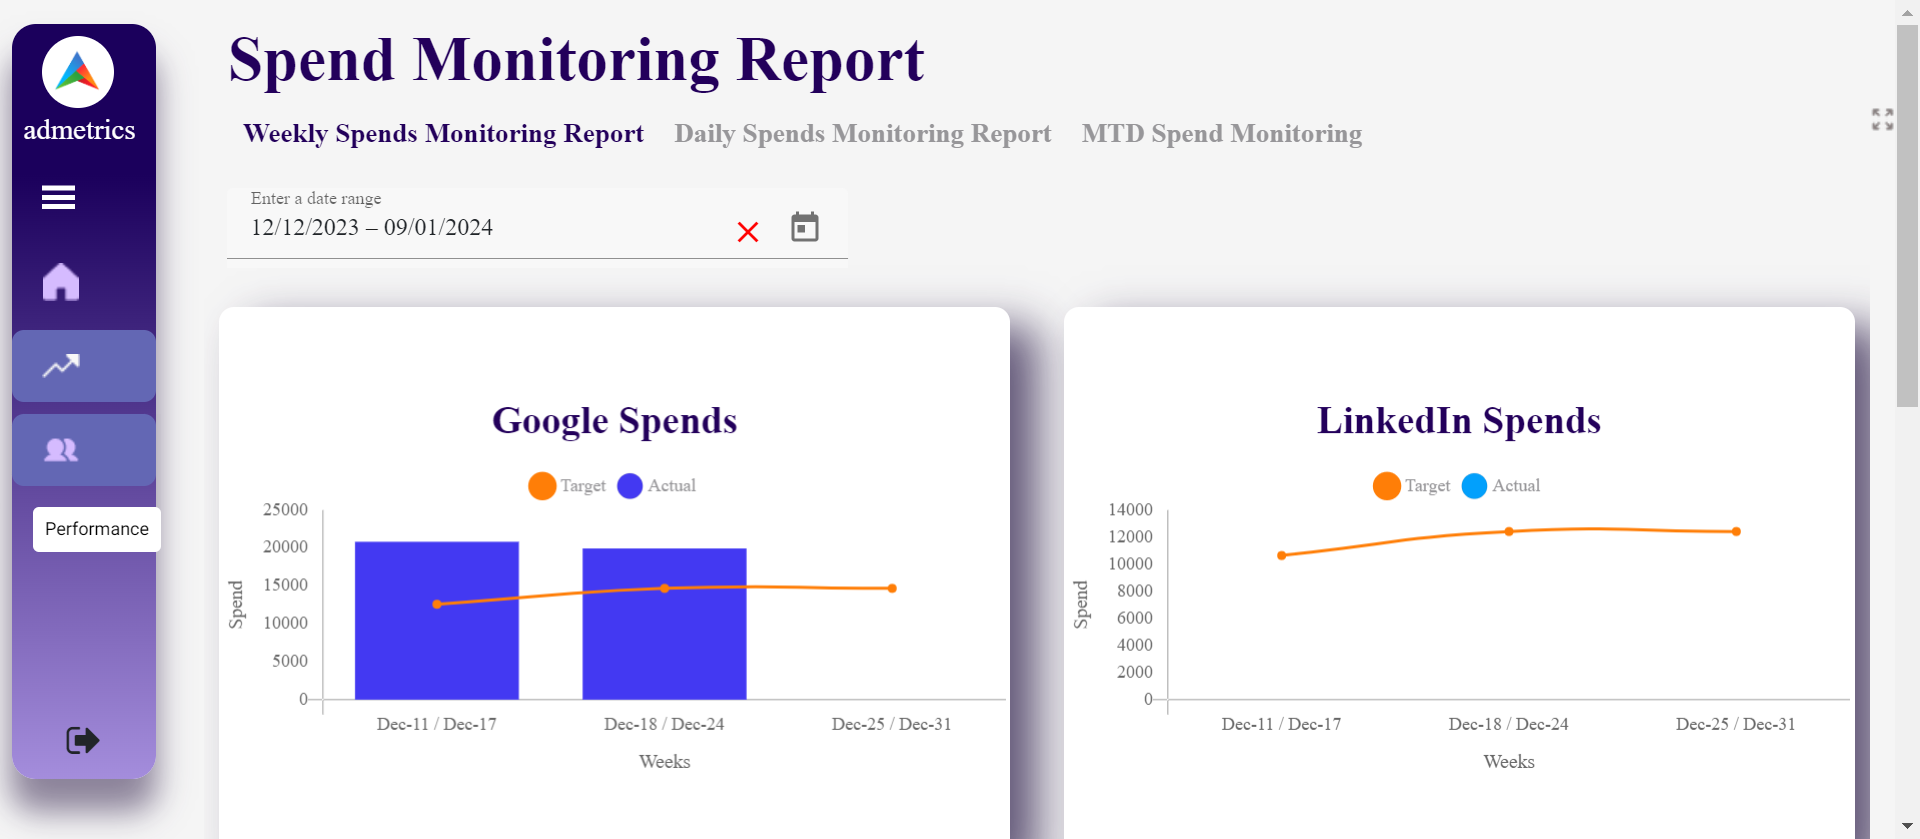 admetrics
Performance
Spend Monitoring Report
Weekly Spends Monitoring Report Daily Spends Monitoring Report MTD Spend Monitoring
Enter a date range
12/12/2023 – 09/01/2024
Google Spends
Target Actual
25000
20000
15000
10000
5000
0
Spend
Dec-11 / Dec-17 Dec-18 / Dec-24 Dec-25 / Dec-31
Weeks
LinkedIn Spends
Target Actual
14000
12000
10000
8000
6000
4000
2000
0
Spend
Dec-11 / Dec-17 Dec-18 / Dec-24 Dec-25 / Dec-31
Weeks